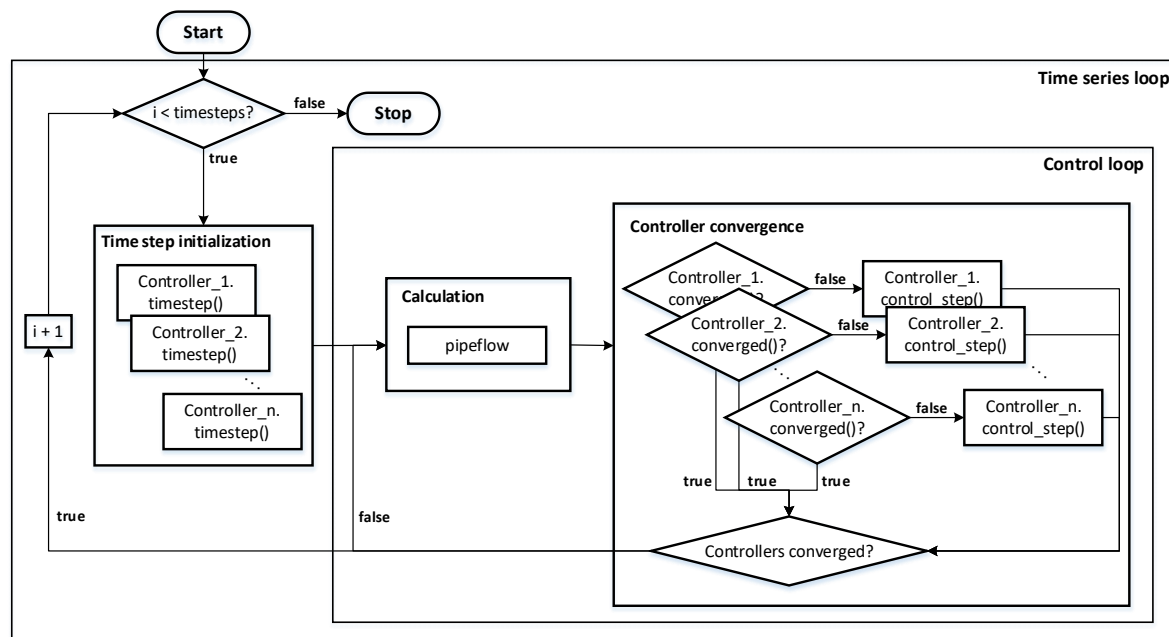 Start
Time series loop
i < timesteps?
false
Stop
true
Control loop
Time step initialization
Controller_1.
timestep()
Controller_2.
timestep()
...
Controller_n.
timestep()
i + 1
Calculation
pipeflow
Controller convergence
Controller_1.
false
Controller_1.
control_step()
Controller_2.
converged()?
false
Controller_2.
control_step()
...
...
Controller_n.
converged()?
false
Controller_n.
control_step()
true
true
true
true
false
Controllers converged?